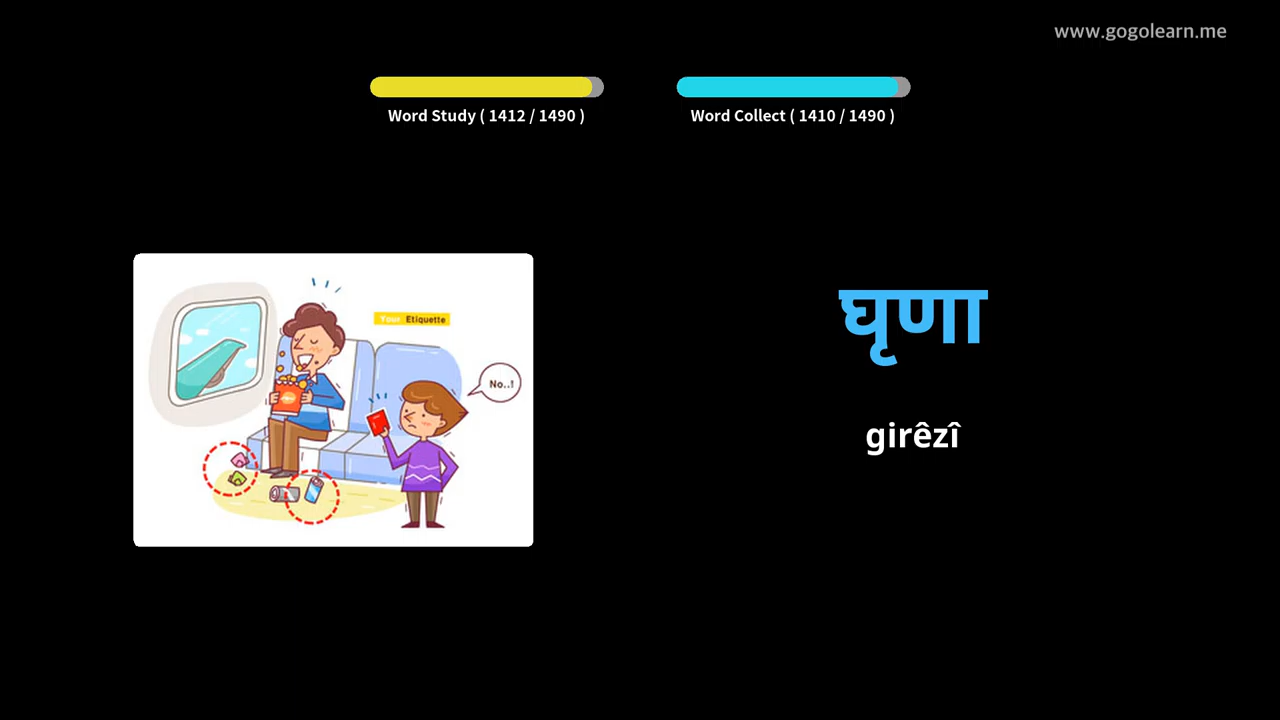 www.gogolearn.me
Word Study ( 1412 / 1490 )
Word Collect ( 1410 / 1490 )
Your Etiquette
No..!
घृणा
girêzî